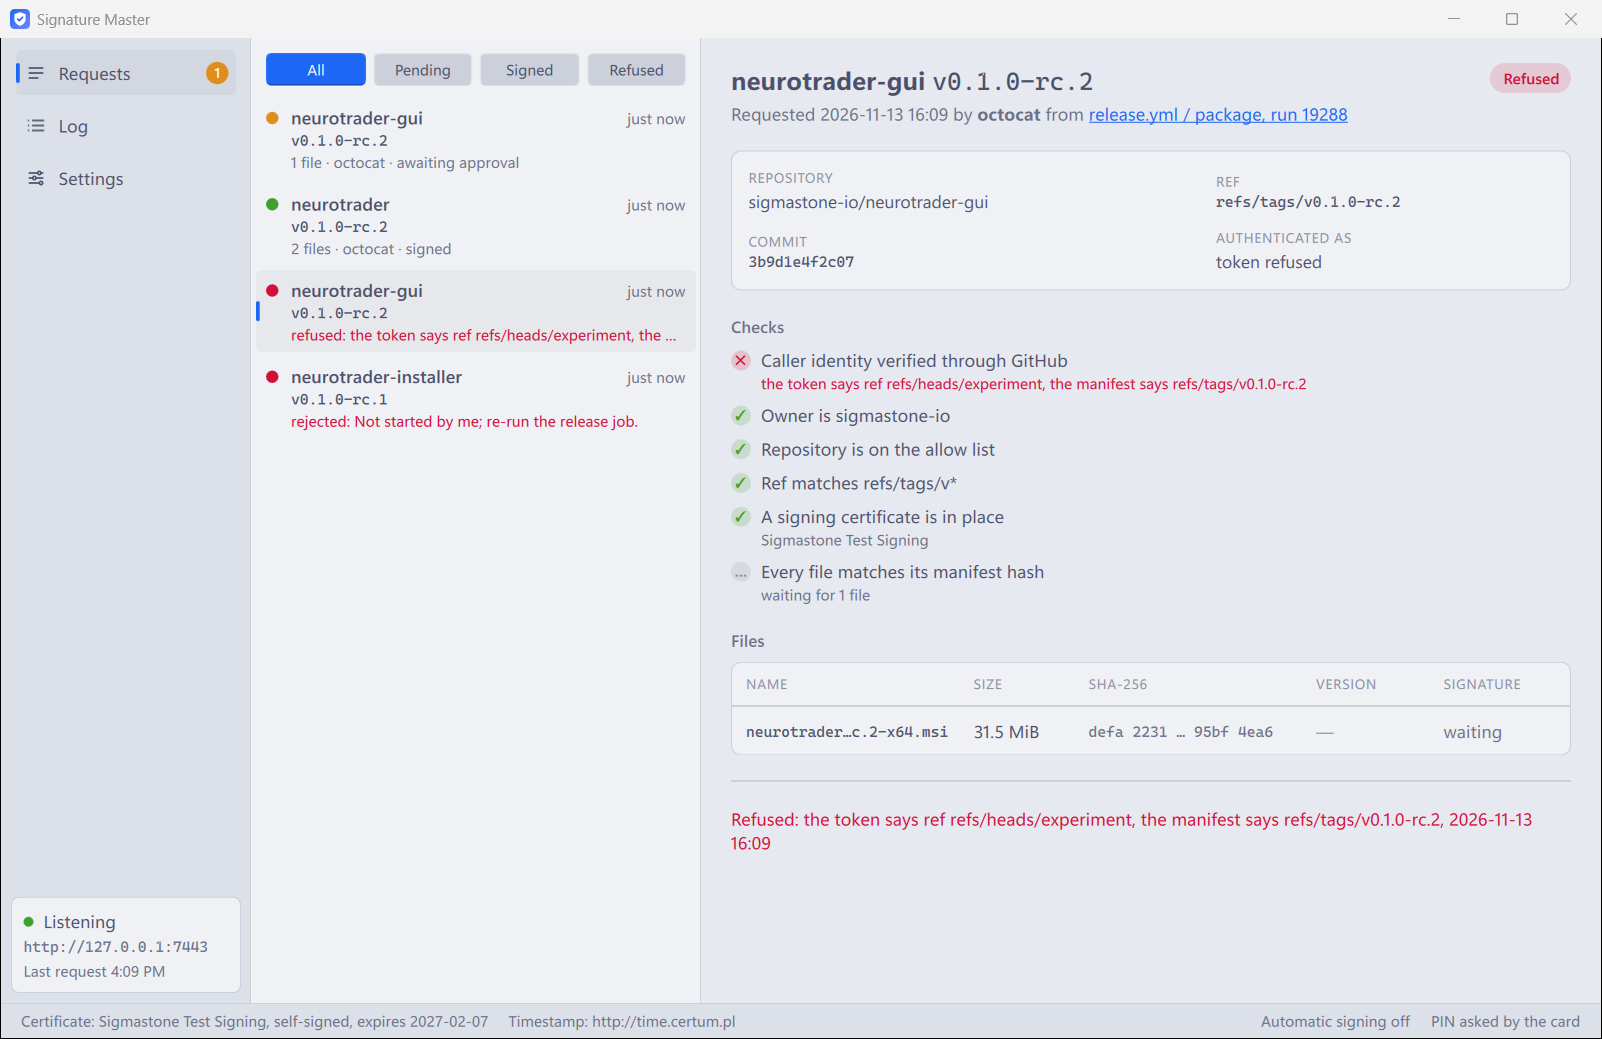 Signature Master
Requests
1
Log
Settings
Listening
http://127.0.0.1:7443
Last request 4:09 PM
All
Pending
Signed
Refused
neurotrader-gui
just now
v0.1.0-rc.2
1 file · octocat · awaiting approval
neurotrader
just now
v0.1.0-rc.2
2 files · octocat · signed
neurotrader-gui
just now
v0.1.0-rc.2
refused: the token says ref refs/heads/experiment, the ...
neurotrader-installer
just now
v0.1.0-rc.1
rejected: Not started by me; re-run the release job.
neurotrader-gui v0.1.0-rc.2
Refused
Requested 2026-11-13 16:09 by octocat from release.yml / package, run 19288
REPOSITORY
sigmastone-io/neurotrader-gui
REF
refs/tags/v0.1.0-rc.2
COMMIT
3b9d1e4f2c07
AUTHENTICATED AS
token refused
Checks
Caller identity verified through GitHub
the token says ref refs/heads/experiment, the manifest says refs/tags/v0.1.0-rc.2
Owner is sigmastone-io
Repository is on the allow list
Ref matches refs/tags/v*
A signing certificate is in place
Sigmastone Test Signing
... Every file matches its manifest hash
waiting for 1 file
Files
NAME SIZE SHA-256 VERSION SIGNATURE
neurotrader…c.2-x64.msi 31.5 MiB defa 2231 … 95bf 4ea6 — waiting
Refused: the token says ref refs/heads/experiment, the manifest says refs/tags/v0.1.0-rc.2, 2026-11-13
16:09
Certificate: Sigmastone Test Signing, self-signed, expires 2027-02-07
Timestamp: http://time.certum.pl
Automatic signing off
PIN asked by the card